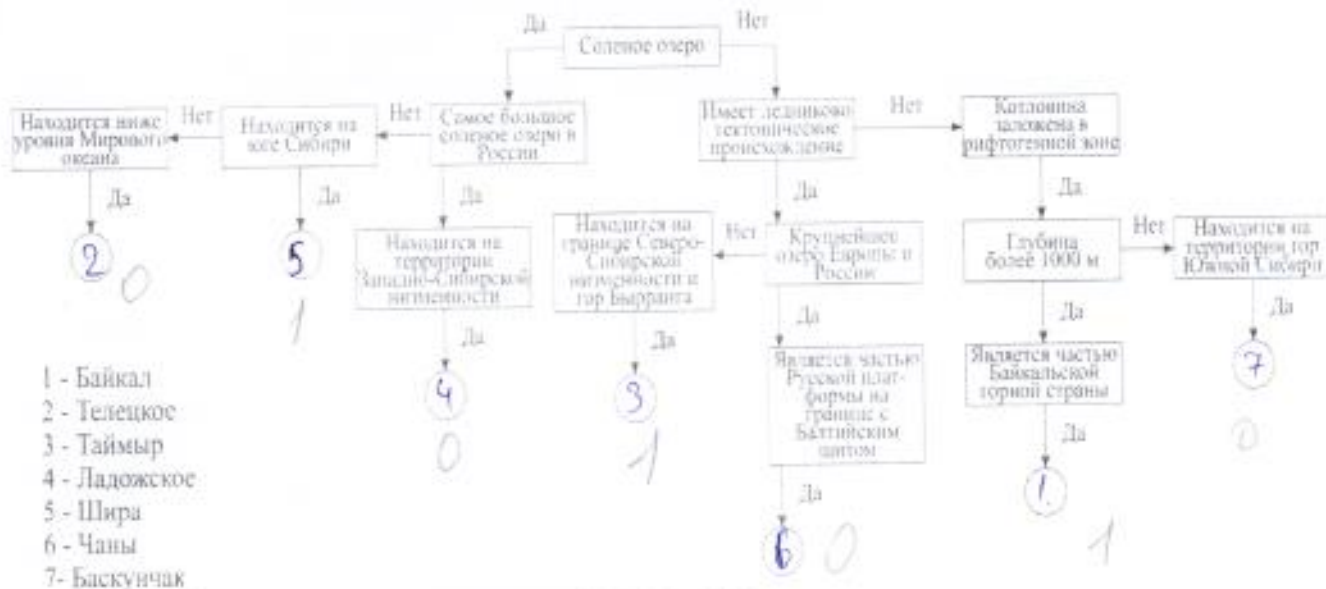 Да
Нет
Соленое озеро
Находится ниже
уровня Мирового
океана
Нет
Находится на
юге Сибири
Нет
Самое большое
соленое озеро в
России
Имеет ледниково-
тектоническое
происхождение
Нет
Котловина
заложена в
рифтогенной зоне
Да
Да
Да
Да
Да
Находится на
территории
Западно-Сибирской
низменности
Находится на
границе Северо-
Сибирской
низменности и
гор Бырранга
Нет
Крупнейшее
озеро Европы и
России
Глубина
более 1000 м
Нет
Находится на
территории гор
Южной Сибири
2
0
5
1
Да
Да
Да
Да
Да
4
0
3
1
Является частью
Русской плат-
формы на
границе с
Балтийским
щитом
Является частью
Байкальской
горной страны
7
0
Да
Да
6
0
1
1
1 - Байкал
2 - Телецкое
3 - Таймыр
4 - Ладожское
5 - Шира
6 - Чаны
7- Баскунчак